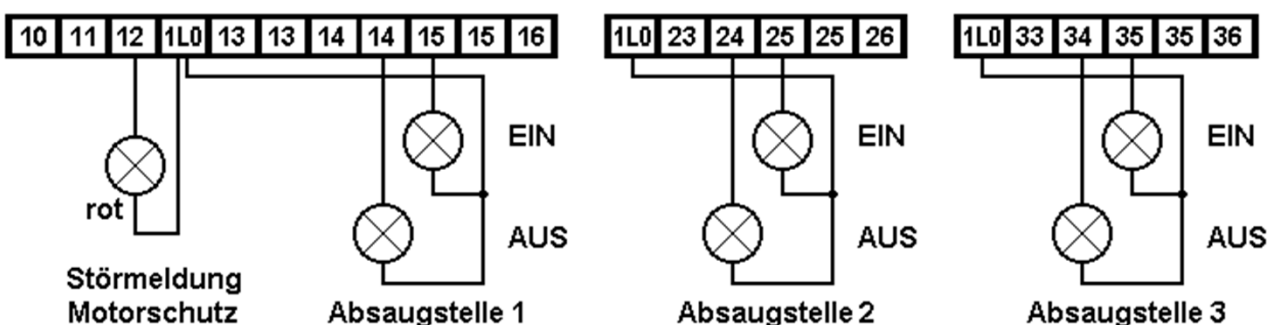 10 11 12 1L0 13 13 14 14 15 15 16
1L0 23 24 25 25 26
1L0 33 34 35 35 36
rot
Störmeldung
Motorschutz
EIN
AUS
Absaugstelle 1
EIN
AUS
Absaugstelle 2
EIN
AUS
Absaugstelle 3